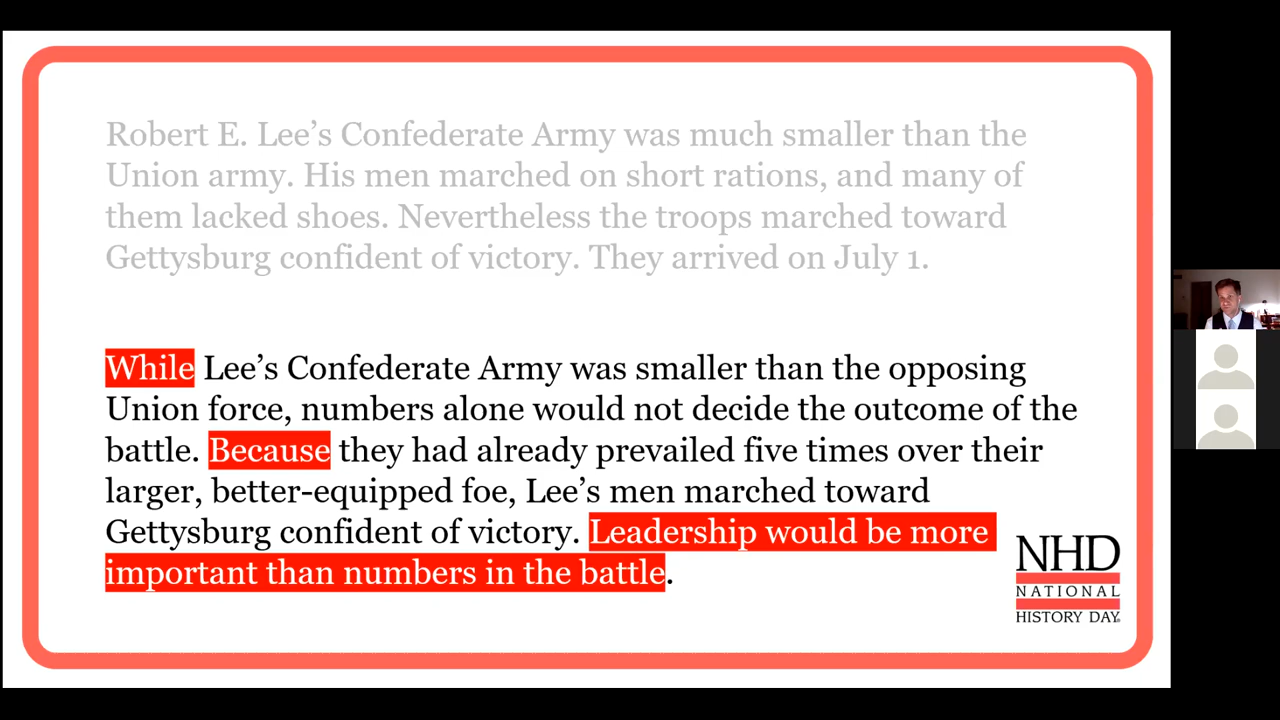 Robert E. Lee’s Confederate Army was much smaller than the
Union army. His men marched on short rations, and many of
them lacked shoes. Nevertheless the troops marched toward
Gettysburg confident of victory. They arrived on July 1.
While Lee’s Confederate Army was smaller than the opposing
Union force, numbers alone would not decide the outcome of the
battle. Because they had already prevailed five times over their
larger, better-equipped foe, Lee’s men marched toward
Gettysburg confident of victory. Leadership would be more
important than numbers in the battle.
NHD
NATIONAL
HISTORY DAY